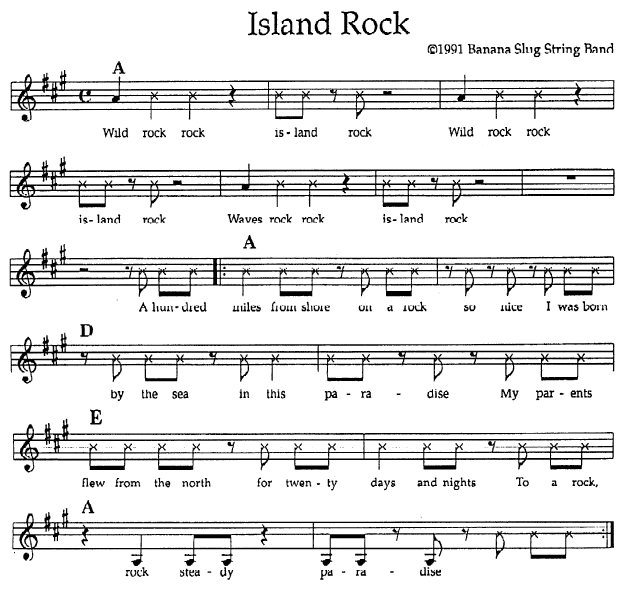 Island Rock
©1991 Banana Slug String Band
A
Wild rock rock is - land rock Wild rock rock
is - land rock Waves rock rock is - land rock
A
A hun - dred miles from shore on a rock so nice I was born
D
by the sea in this pa - ra - dise My par - ents
E
flew from the north for twen - ty days and nights To a rock,
A
rock stea - dy pa - ra - dise